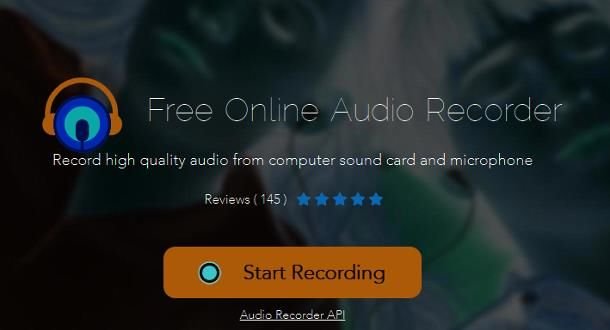 Free Online Audio Recorder
Record high quality audio from computer sound card and microphone
Reviews ( 145 )
Start Recording
Audio Recorder API